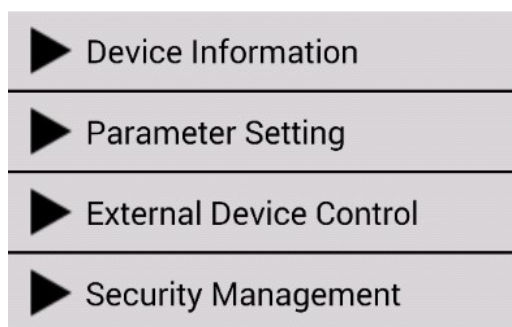 Device Information
Parameter Setting
External Device Control
Security Management